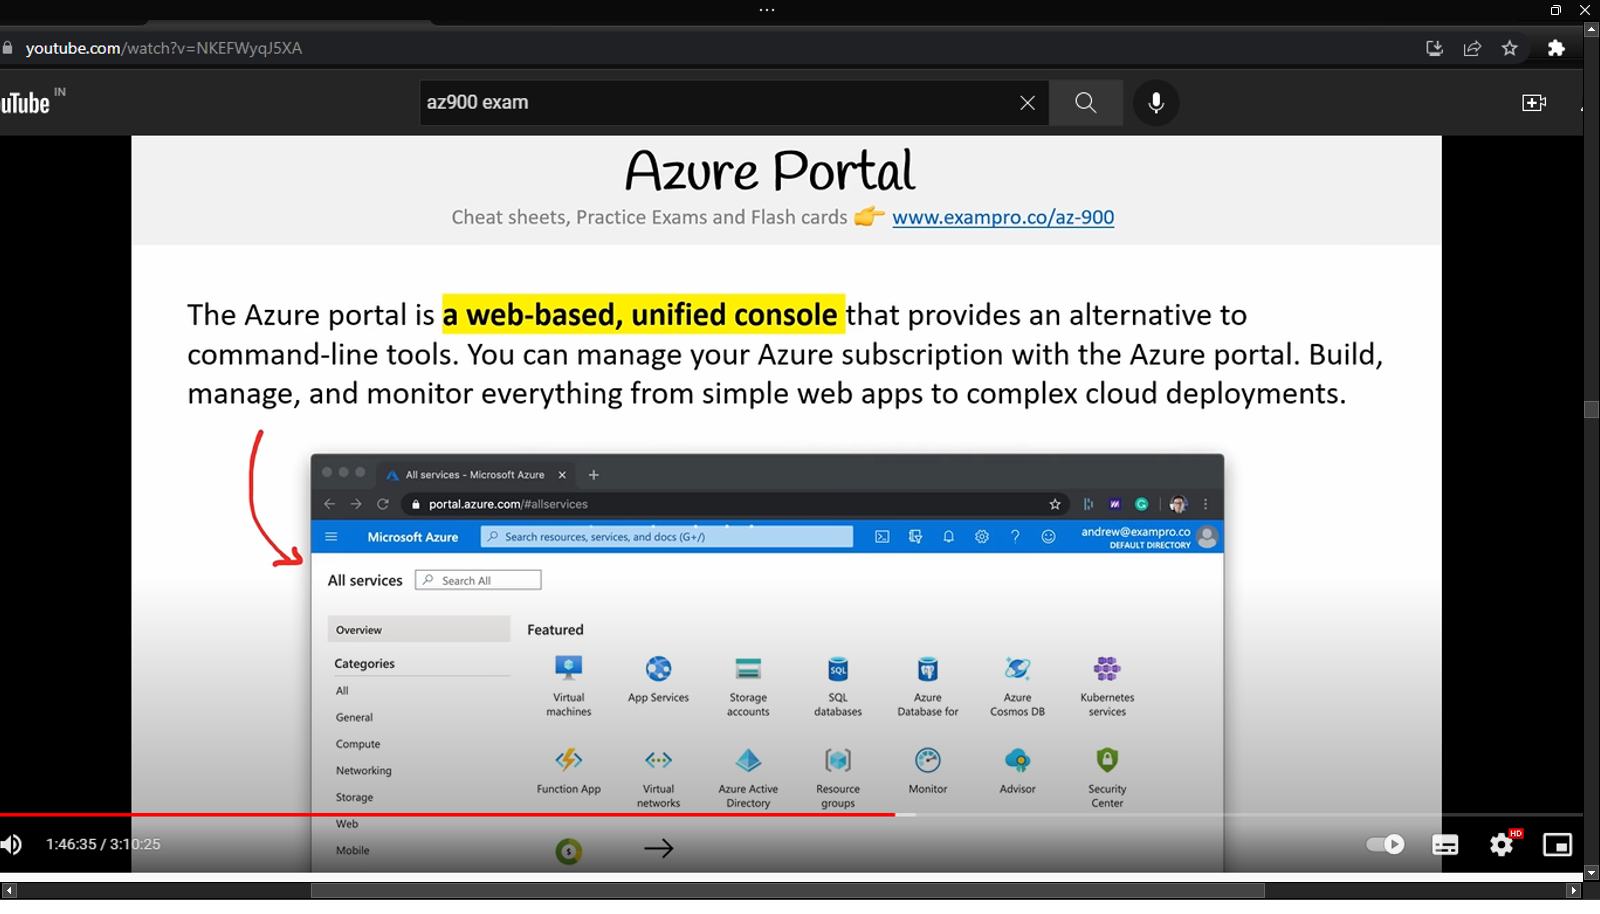 youtube.com/watch?v=NKEFWyqJ5XA
uTube IN
az900 exam
Azure Portal
Cheat sheets, Practice Exams and Flash cards 👉 www.exampro.co/az-900
The Azure portal is a web-based, unified console that provides an alternative to
command-line tools. You can manage your Azure subscription with the Azure portal. Build,
manage, and monitor everything from simple web apps to complex cloud deployments.
All services - Microsoft Azure
portal.azure.com/#allservices
Microsoft Azure
Search resources, services, and docs (G+/)
andrew@exampro.co
DEFAULT DIRECTORY
All services
Search All
Overview
Categories
All
General
Compute
Networking
Storage
Web
Mobile
Featured
Virtual
machines
App Services
Storage
accounts
SQL
SQL
databases
Azure
Database for
Azure
Cosmos DB
Kubernetes
services
Function App
Virtual
networks
Azure Active
Directory
Resource
groups
Monitor
Advisor
Security
Center
1:46:35 / 3:10:25
HD